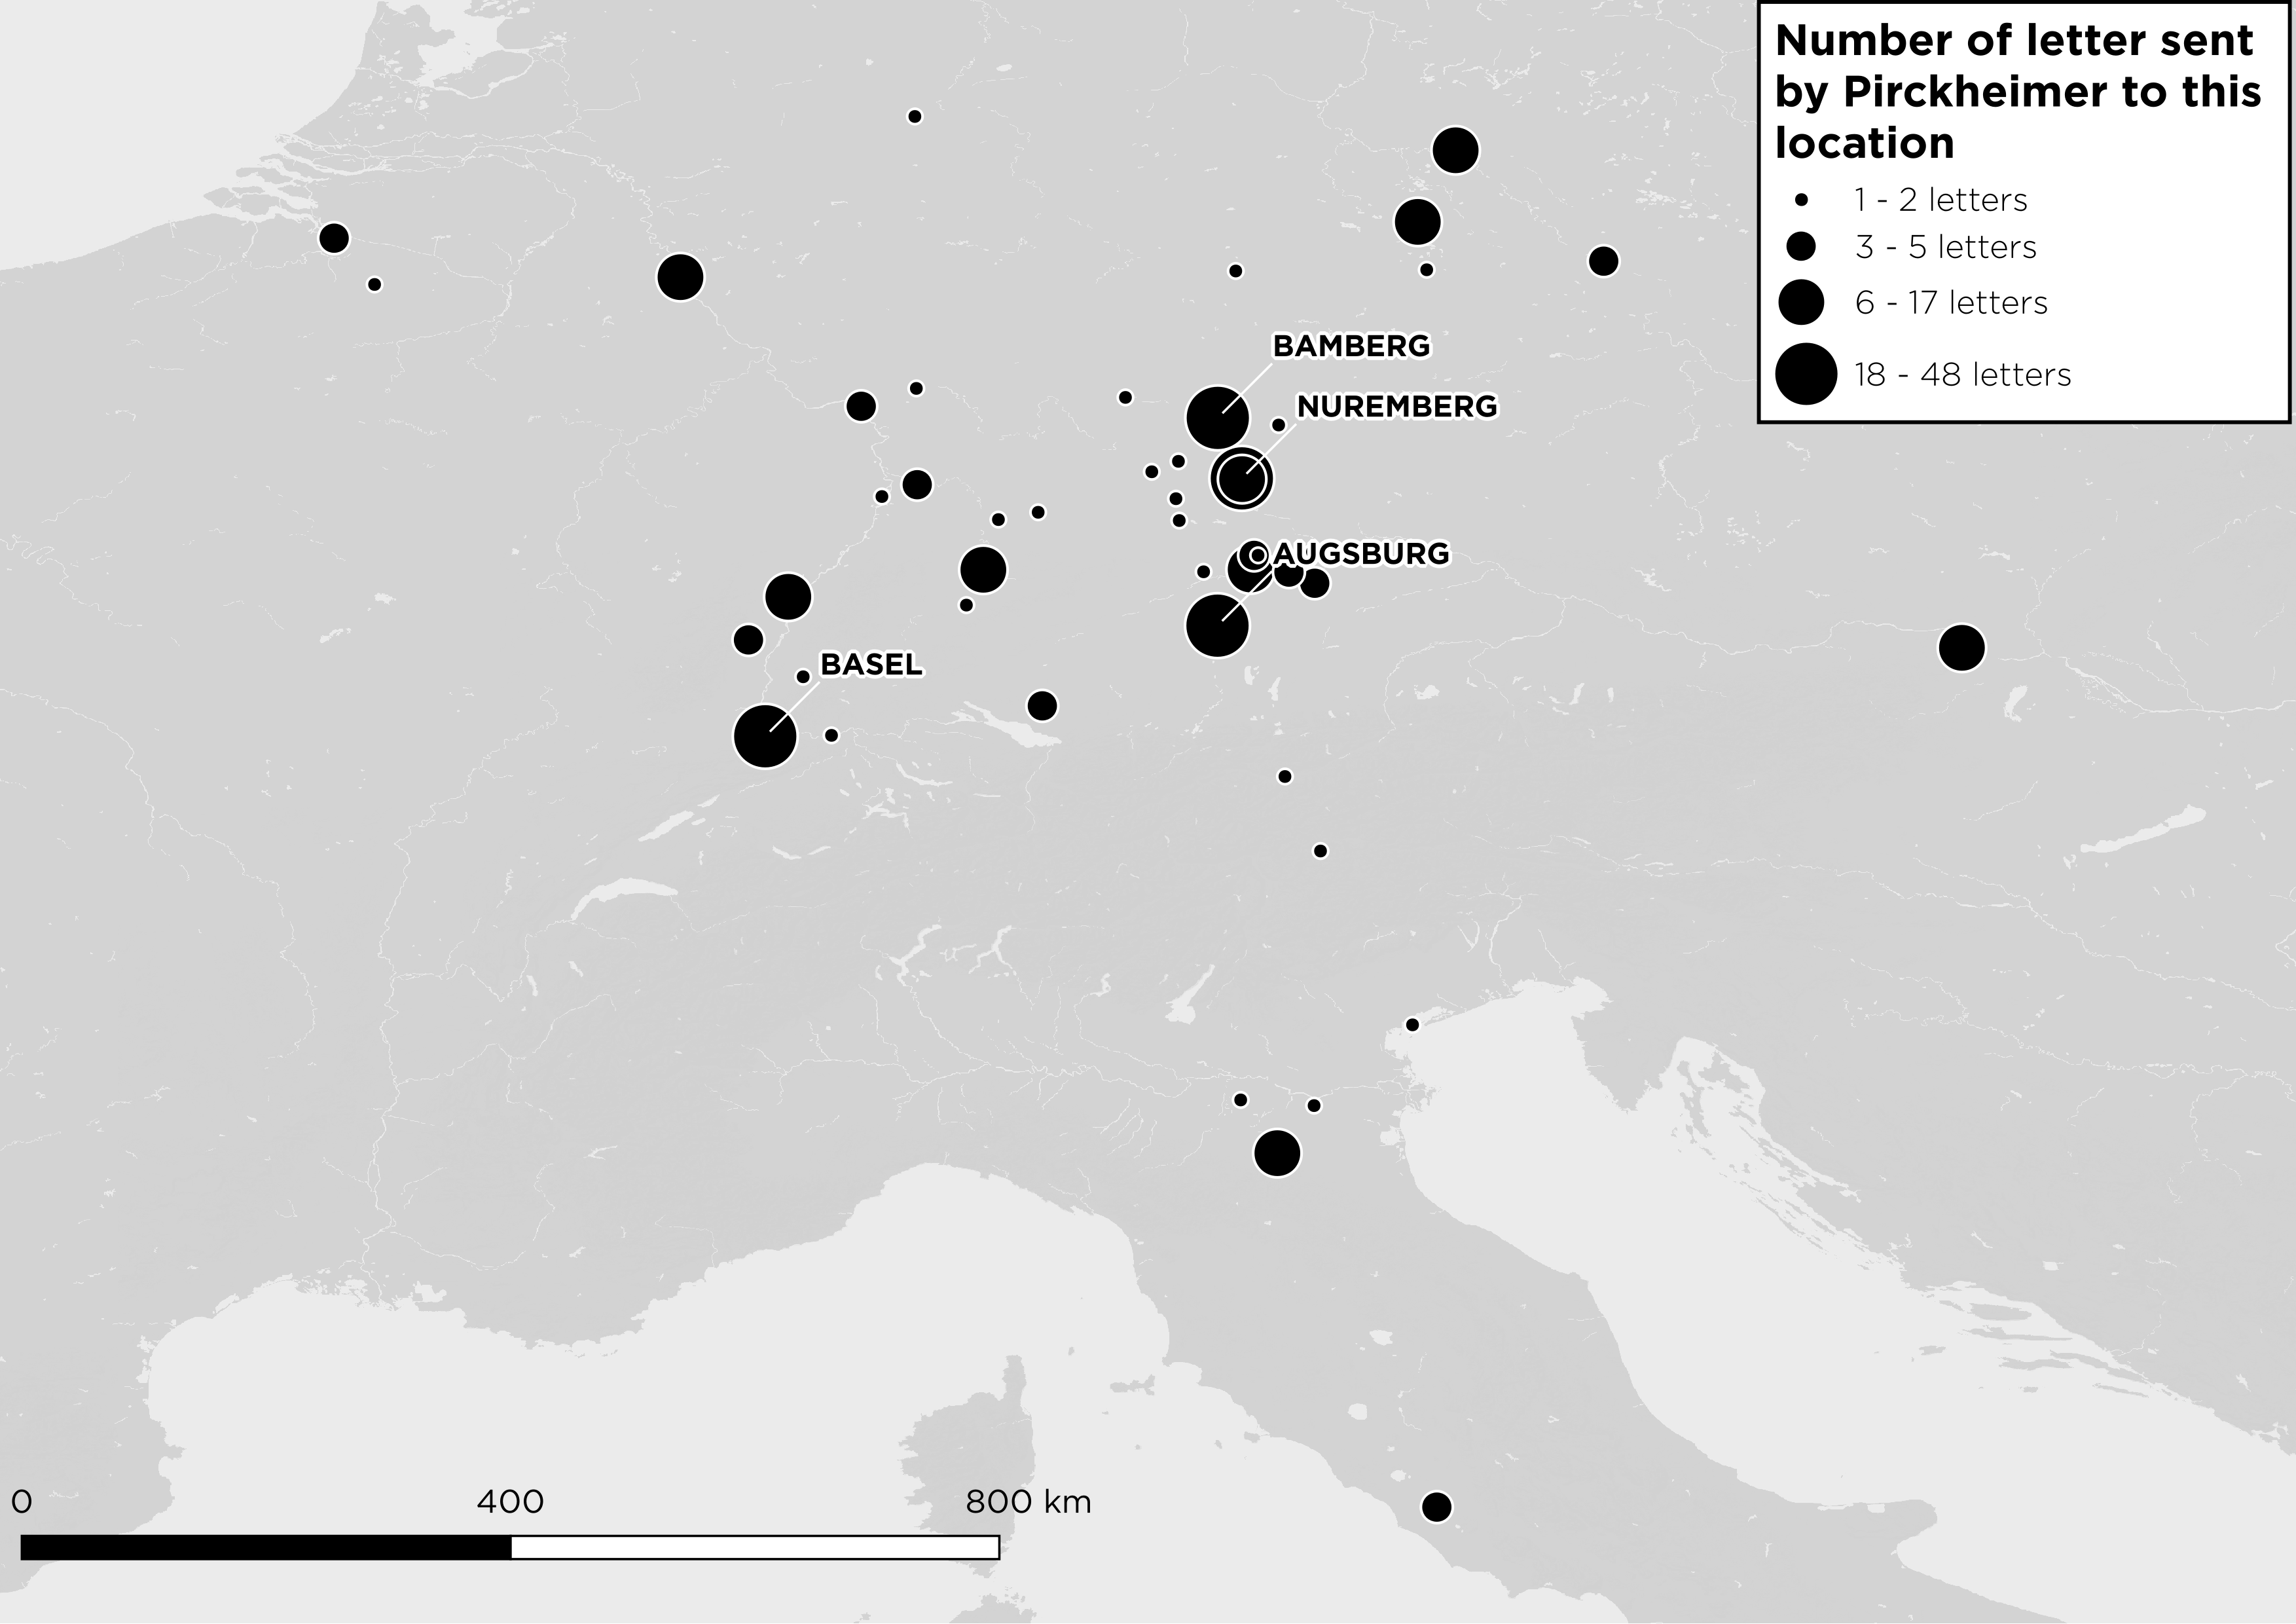 Number of letter sent
by Pirckheimer to this
location
1 - 2 letters
3 - 5 letters
6 - 17 letters
18 - 48 letters
BAMBERG
NUREMBERG
AUGSBURG
BASEL
0 400 800 km